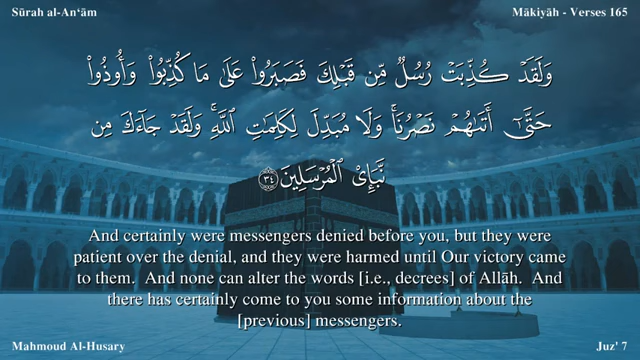 Sūrah al-An‘ām
Mākiyāh - Verses 165
وَلَقَدْ كُذِّبَتْ رُسُلٌ مِّن قَبْلِكَ فَصَبَرُوا۟ عَلَىٰ مَا كُذِّبُوا۟ وَأُوذُوا۟
حَتَّىٰٓ أَتَىٰهُمْ نَصْرُنَا ۚ وَلَا مُبَدِّلَ لِكَلِمَـٰتِ ٱللَّهِ ۚ وَلَقَدْ جَآءَكَ مِن
نَّبَإِى۟ ٱلْمُرْسَلِينَ ٣٤
And certainly were messengers denied before you, but they were
patient over the denial, and they were harmed until Our victory came
to them.  And none can alter the words [i.e., decrees] of Allāh.  And
there has certainly come to you some information about the
[previous] messengers.
Mahmoud Al-Husary
Juz' 7